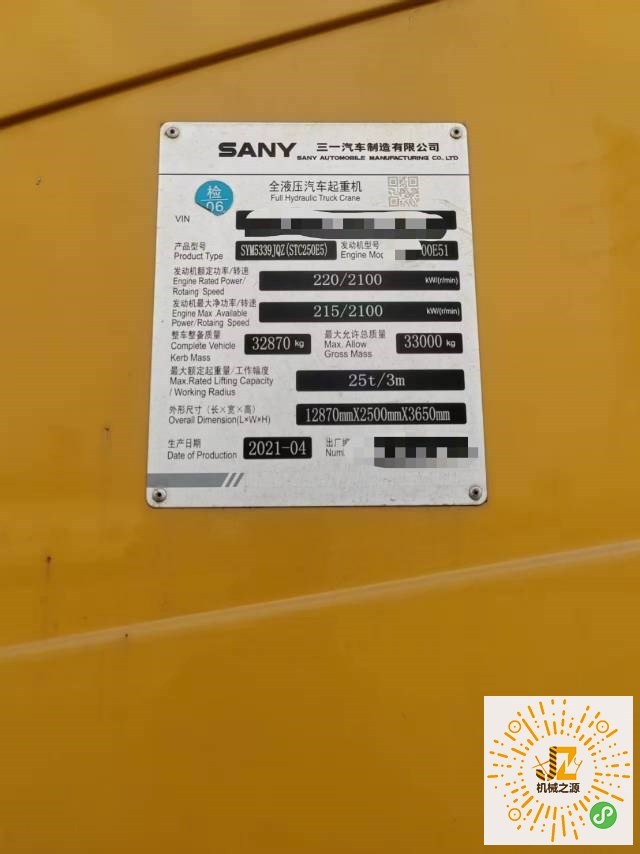 SANY 三一汽车制造有限公司
SANY AUTOMOBILE MANUFACTURING CO.,LTD
检
06
全液压汽车起重机
Full Hydraulic Truck Crane
VIN
产品型号 SYM5339JQZ(STC250E5) 发动机型号 00E51
Product Type Engine Mo
发动机额定功率/转速
Engine Rated Power/ 220/2100 kW/(r/min)
Rotaing Speed
发动机最大净功率/转速
Engine Max .Available 215/2100 kW/(r/min)
Power/Rotaing Speed
整车整备质量 最大允许总质量
Complete Vehicle 32870 kg Max. Allow 33000 kg
Kerb Mass Gross Mass
最大额定起重量/工作幅度
Max.Rated Lifting Capacity 25t/3m
/ Working Radius
外形尺寸（长×宽×高） 12870mmX2500mmX3650mm
Overall Dimension(L×W×H)
生产日期 2021-04 出厂
Date of Production Num
JZ
机械之源